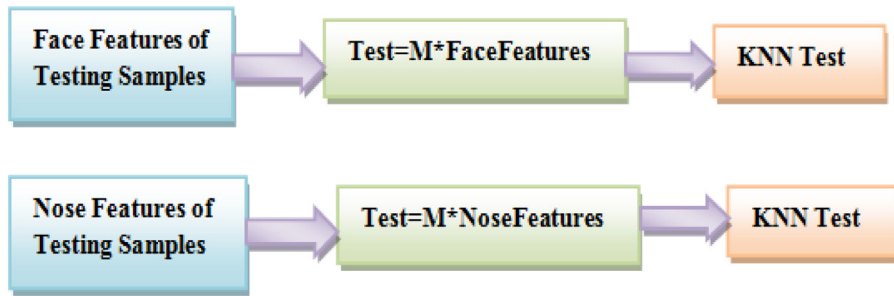 Face Features of
Testing Samples
Test=M*FaceFeatures
KNN Test
Nose Features of
Testing Samples
Test=M*NoseFeatures
KNN Test